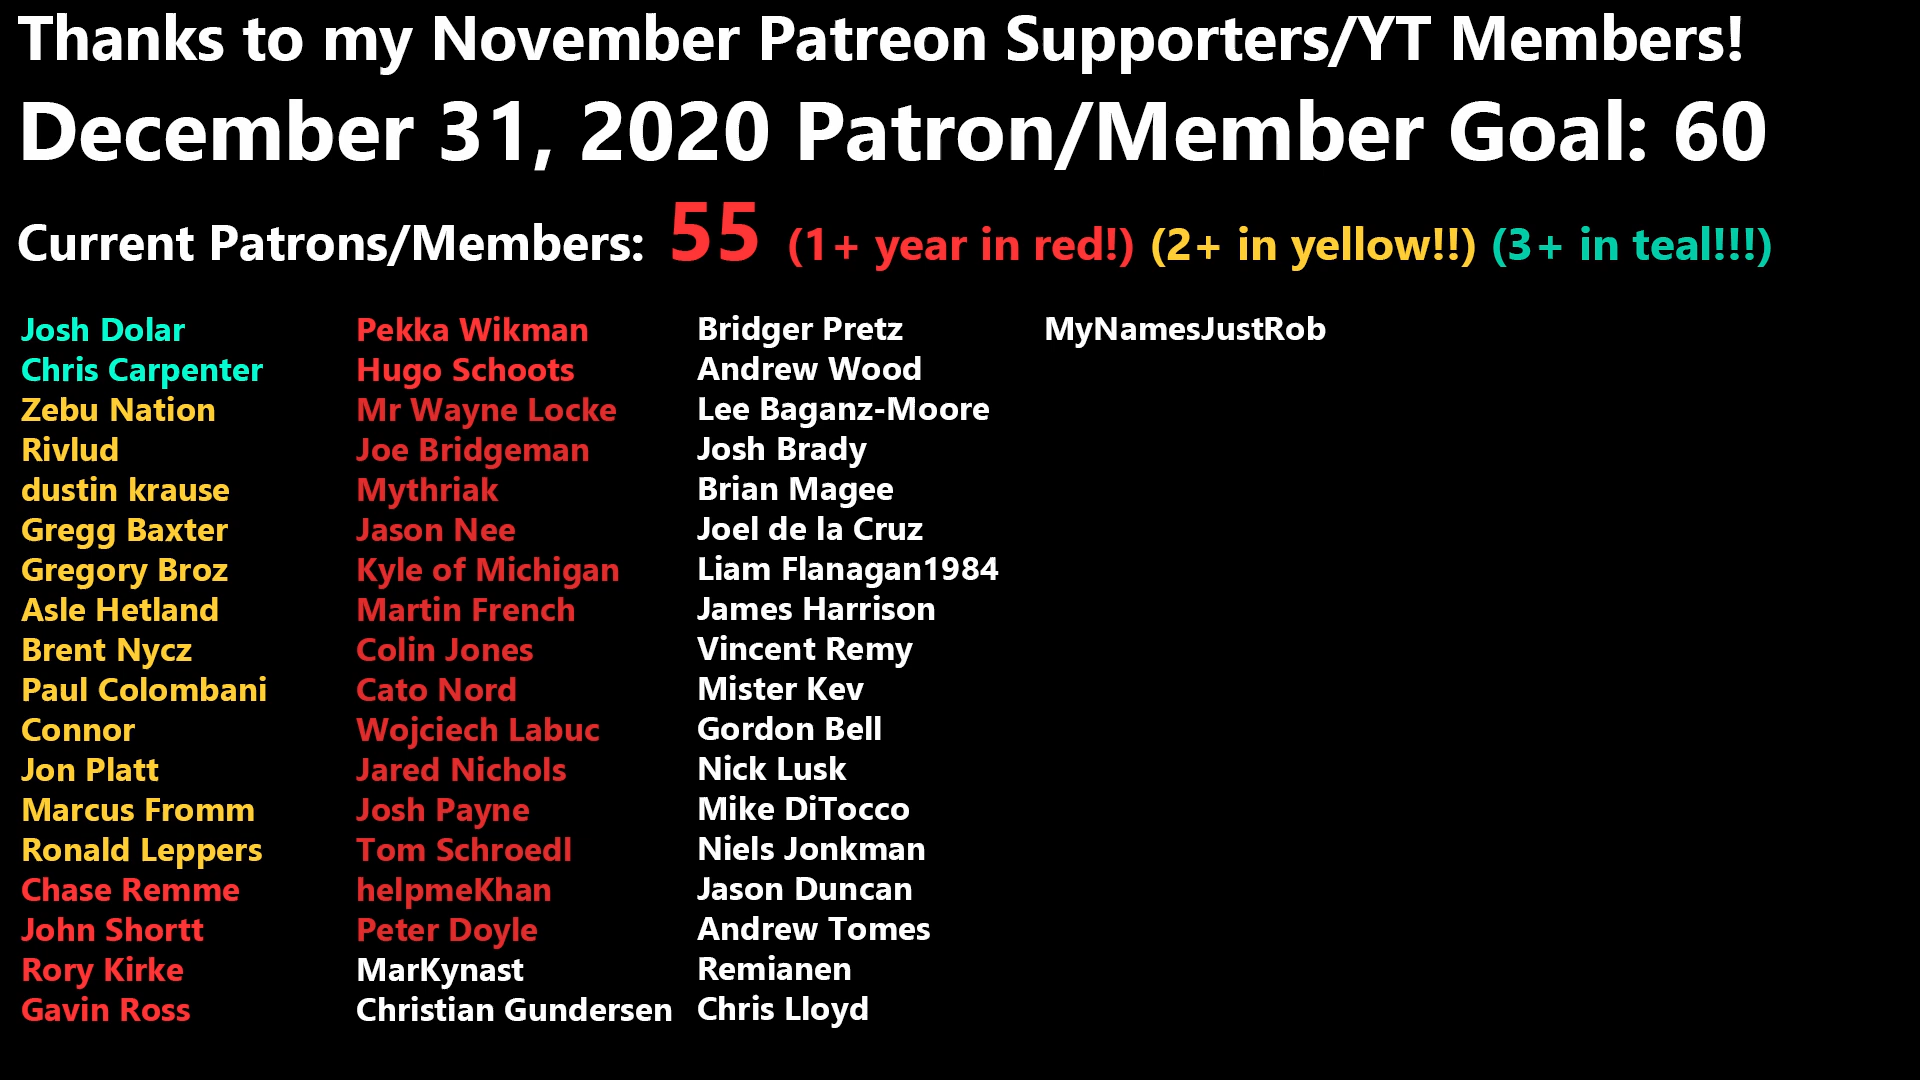 Thanks to my November Patreon Supporters/YT Members!
December 31, 2020 Patron/Member Goal: 60
Current Patrons/Members: 55 (1+ year in red!) (2+ in yellow!!) (3+ in teal!!!)
Josh Dolar
Chris Carpenter
Zebu Nation
Rivlud
dustin krause
Gregg Baxter
Gregory Broz
Asle Hetland
Brent Nycz
Paul Colombani
Connor
Jon Platt
Marcus Fromm
Ronald Leppers
Chase Remme
John Shortt
Rory Kirke
Gavin Ross
Pekka Wikman
Hugo Schoots
Mr Wayne Locke
Joe Bridgeman
Mythriak
Jason Nee
Kyle of Michigan
Martin French
Colin Jones
Cato Nord
Wojciech Labuc
Jared Nichols
Josh Payne
Tom Schroedl
helpmeKhan
Peter Doyle
MarKynast
Christian Gundersen
Bridger Pretz
Andrew Wood
Lee Baganz-Moore
Josh Brady
Brian Magee
Joel de la Cruz
Liam Flanagan1984
James Harrison
Vincent Remy
Mister Kev
Gordon Bell
Nick Lusk
Mike DiTocco
Niels Jonkman
Jason Duncan
Andrew Tomes
Remianen
Chris Lloyd
MyNamesJustRob